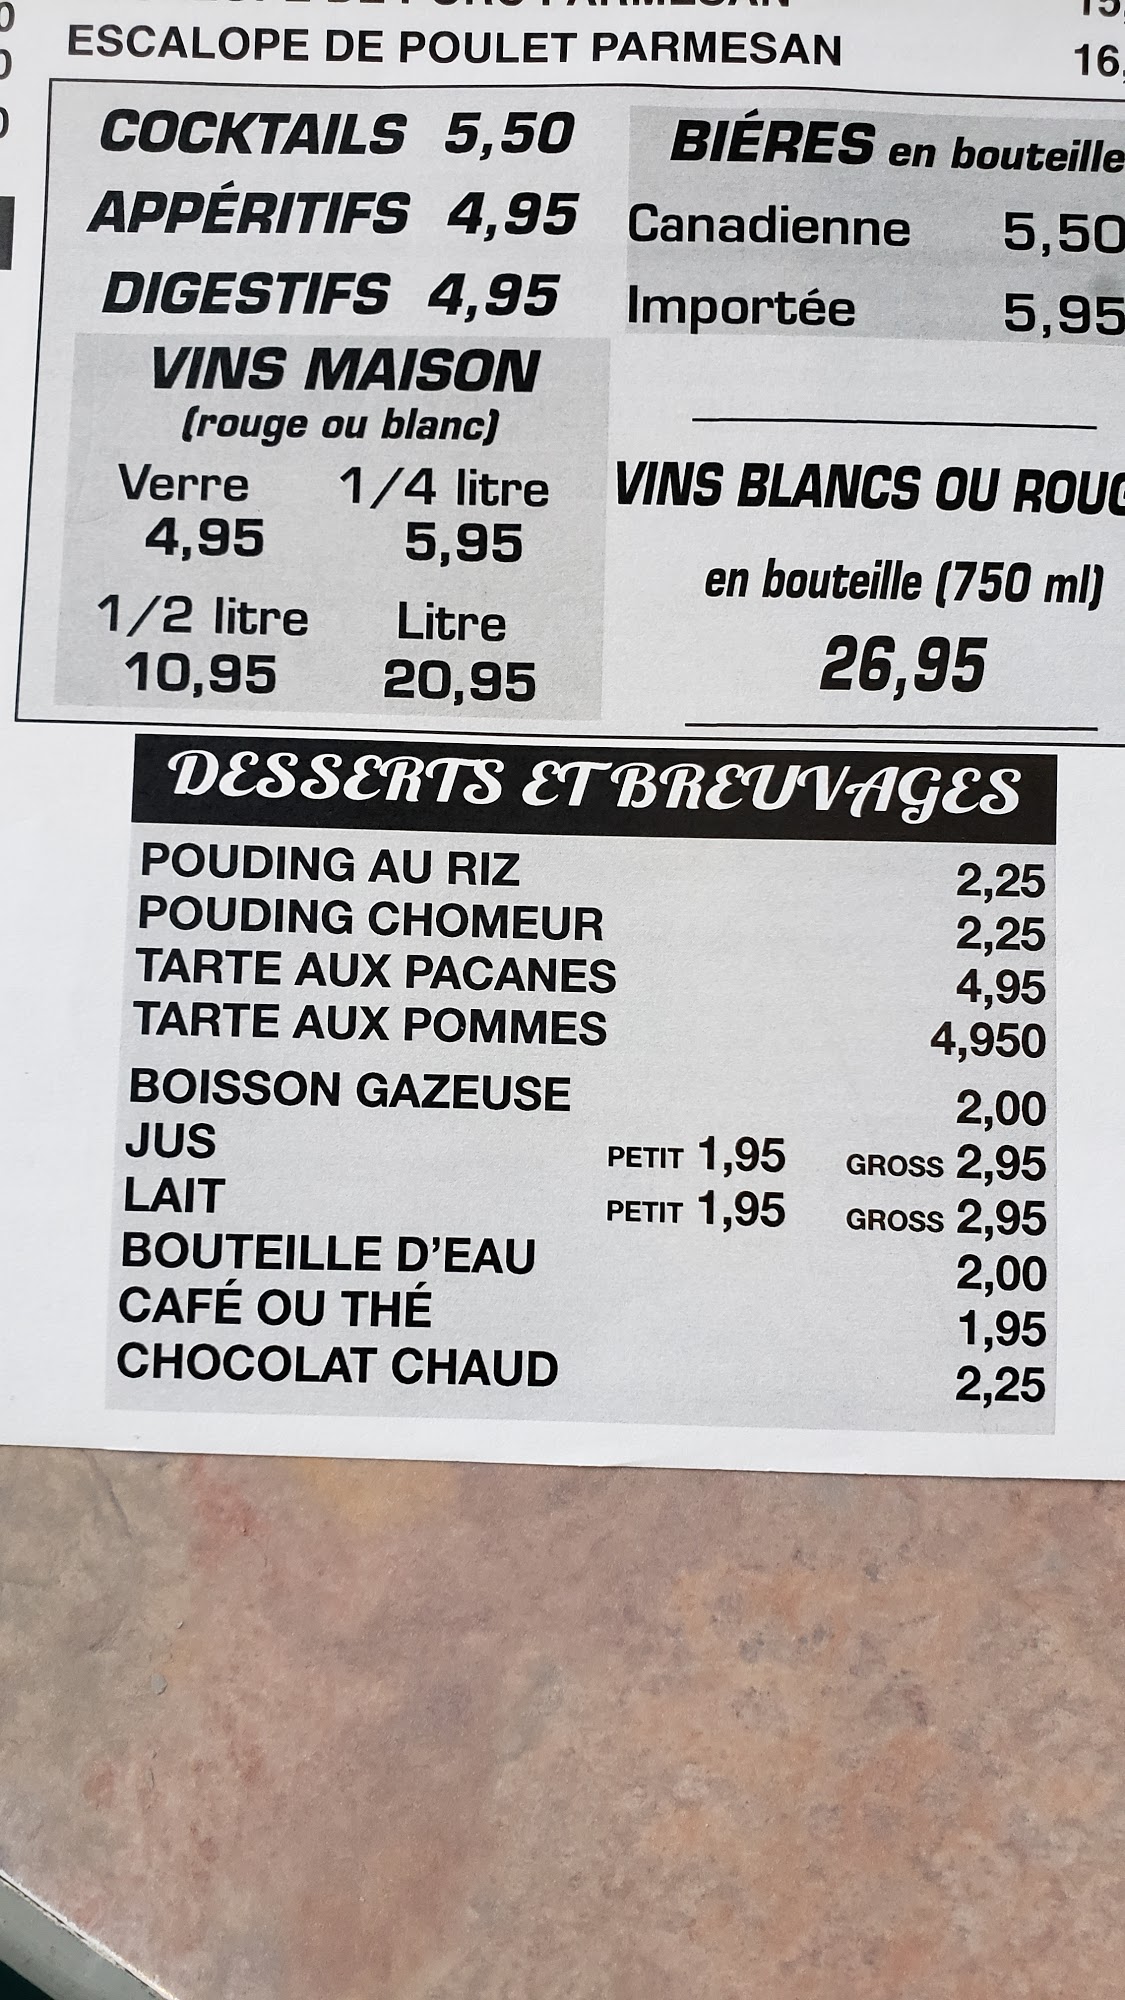 ESCALOPE DE POULET PARMESAN 16,
COCKTAILS 5,50
APPÉRITIFS 4,95
DIGESTIFS 4,95
VINS MAISON
(rouge ou blanc)
Verre 1/4 litre
4,95 5,95
1/2 litre Litre
10,95 20,95
BIÉRES en bouteille
Canadienne 5,50
Importée 5,95
VINS BLANCS OU ROUG
en bouteille (750 ml)
26,95
DESSERTS ET BREUVAGES
POUDING AU RIZ 2,25
POUDING CHOMEUR 2,25
TARTE AUX PACANES 4,95
TARTE AUX POMMES 4,950
BOISSON GAZEUSE 2,00
JUS PETIT 1,95 GROSS 2,95
LAIT PETIT 1,95 GROSS 2,95
BOUTEILLE D'EAU 2,00
CAFÉ OU THÉ 1,95
CHOCOLAT CHAUD 2,25